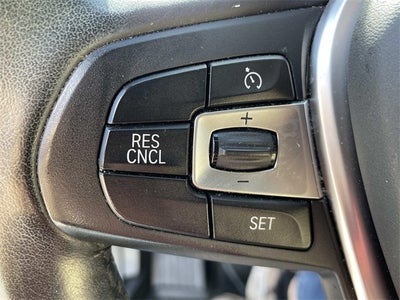 +
RES
CNCL
–
SET